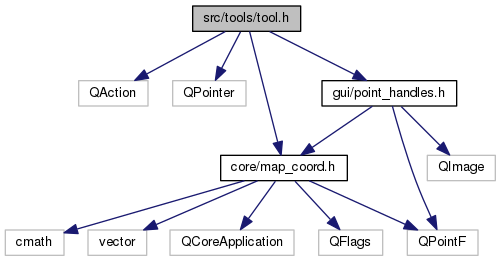 src/tools/tool.h
QAction
QPointer
gui/point_handles.h
core/map_coord.h
QImage
cmath
vector
QCoreApplication
QFlags
QPointF